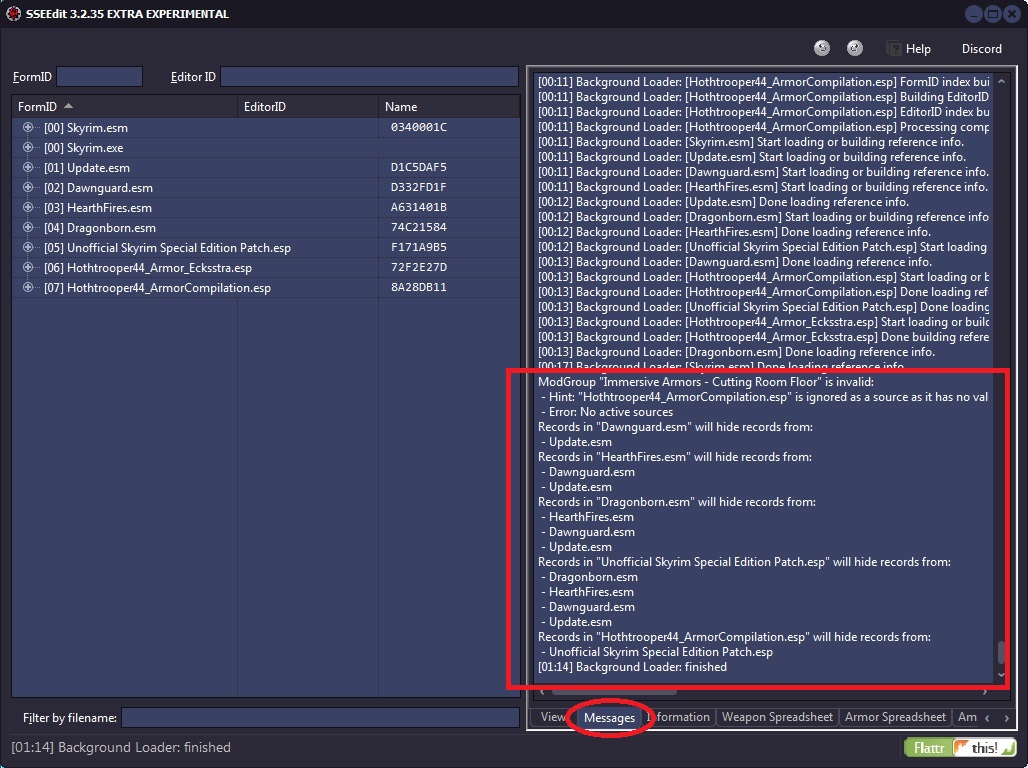 SSEEdit 3.2.35 EXTRA EXPERIMENTAL
Help Discord
FormID Editor ID
FormID EditorID Name
[00] Skyrim.esm 0340001C
[00] Skyrim.exe
[01] Update.esm D1C5DAF5
[02] Dawnguard.esm D332FD1F
[03] HearthFires.esm A631401B
[04] Dragonborn.esm 74C21584
[05] Unofficial Skyrim Special Edition Patch.esp F171A9B5
[06] Hothtrooper44_Armor_Ecksstra.esp 72F2E27D
[07] Hothtrooper44_ArmorCompilation.esp 8A28DB11
[00:11] Background Loader: [Hothtrooper44_ArmorCompilation.esp] FormID index bui
[00:11] Background Loader: [Hothtrooper44_ArmorCompilation.esp] Building EditorID
[00:11] Background Loader: [Hothtrooper44_ArmorCompilation.esp] EditorID index bu
[00:11] Background Loader: [Hothtrooper44_ArmorCompilation.esp] Processing comp
[00:11] Background Loader: [Skyrim.esm] Start loading or building reference info.
[00:11] Background Loader: [Update.esm] Start loading or building reference info.
[00:11] Background Loader: [Dawnguard.esm] Start loading or building reference info.
[00:11] Background Loader: [HearthFires.esm] Start loading or building reference info.
[00:12] Background Loader: [Update.esm] Done loading reference info.
[00:12] Background Loader: [Dragonborn.esm] Start loading or building reference info
[00:12] Background Loader: [HearthFires.esm] Done loading reference info.
[00:12] Background Loader: [Unofficial Skyrim Special Edition Patch.esp] Start loading
[00:12] Background Loader: [Dawnguard.esm] Done loading reference info.
[00:12] Background Loader: [Hothtrooper44_ArmorCompilation.esp] Start loading or b
[00:13] Background Loader: [Hothtrooper44_ArmorCompilation.esp] Done loading ref
[00:13] Background Loader: [Unofficial Skyrim Special Edition Patch.esp] Done loading
[00:13] Background Loader: [Hothtrooper44_Armor_Ecksstra.esp] Start loading or build
[00:13] Background Loader: [Hothtrooper44_Armor_Ecksstra.esp] Done building refere
[00:13] Background Loader: [Dragonborn.esm] Done loading reference info.
[00:17] Background Loader: [Skyrim.esm] Done loading reference info.
ModGroup "Immersive Armors - Cutting Room Floor" is invalid:
- Hint: "Hothtrooper44_ArmorCompilation.esp" is ignored as a source as it has no val
- Error: No active sources
Records in "Dawnguard.esm" will hide records from:
- Update.esm
Records in "HearthFires.esm" will hide records from:
- Dawnguard.esm
- Update.esm
Records in "Dragonborn.esm" will hide records from:
- HearthFires.esm
- Dawnguard.esm
- Update.esm
Records in "Unofficial Skyrim Special Edition Patch.esp" will hide records from:
- Dragonborn.esm
- HearthFires.esm
- Dawnguard.esm
- Update.esm
Records in "Hothtrooper44_ArmorCompilation.esp" will hide records from:
- Unofficial Skyrim Special Edition Patch.esp
[01:14] Background Loader: finished
Filter by filename:
View Messages Information Weapon Spreadsheet Armor Spreadsheet Am
[01:14] Background Loader: finished
Flattr this!